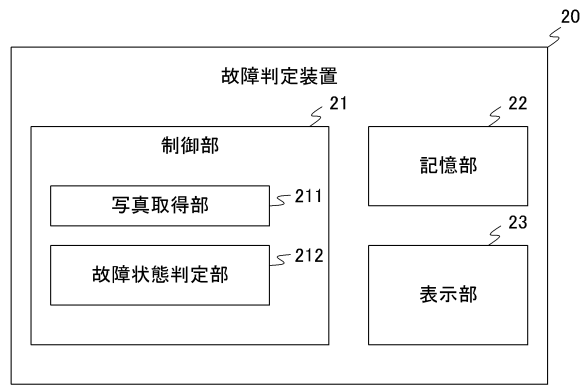 20
故障判定装置
21
制御部
写真取得部
211
故障状態判定部
212
22
記憶部
23
表示部